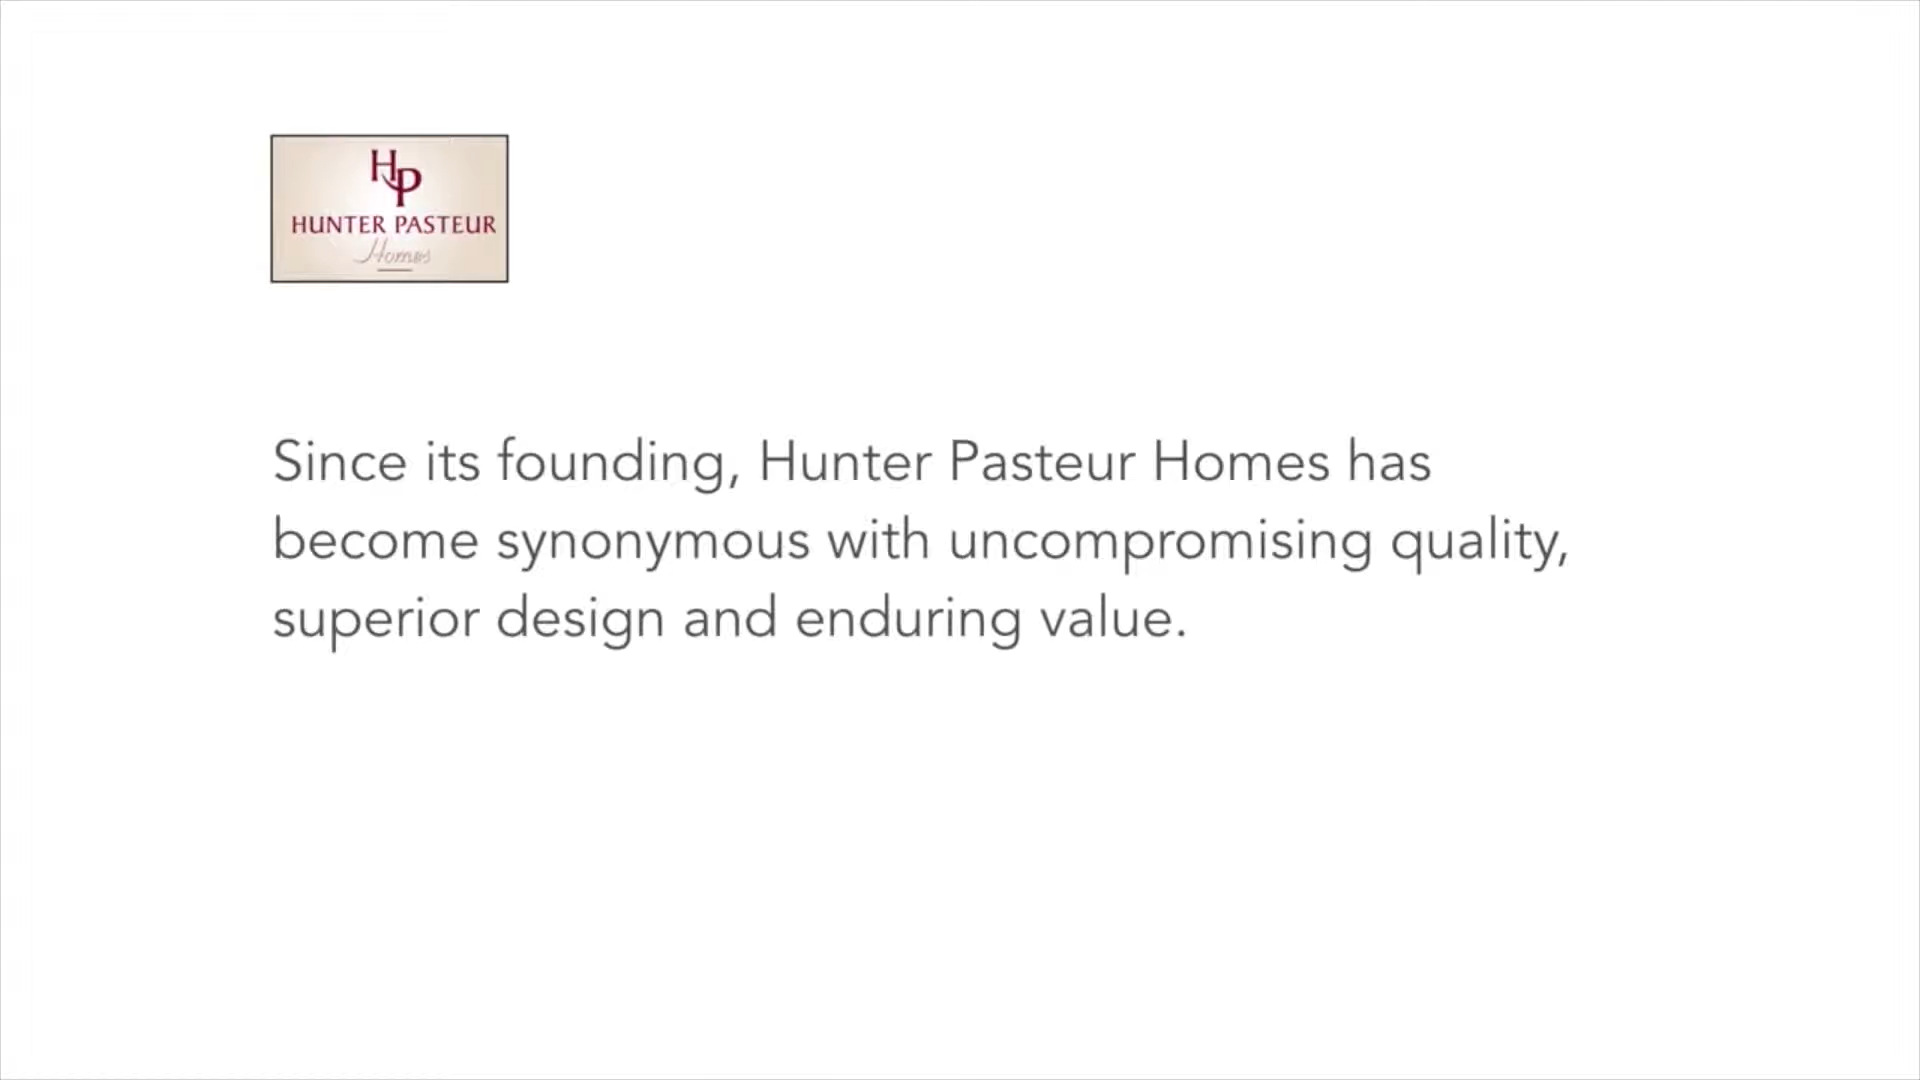 HP
HUNTER PASTEUR
Homes
Since its founding, Hunter Pasteur Homes has
become synonymous with uncompromising quality,
superior design and enduring value.